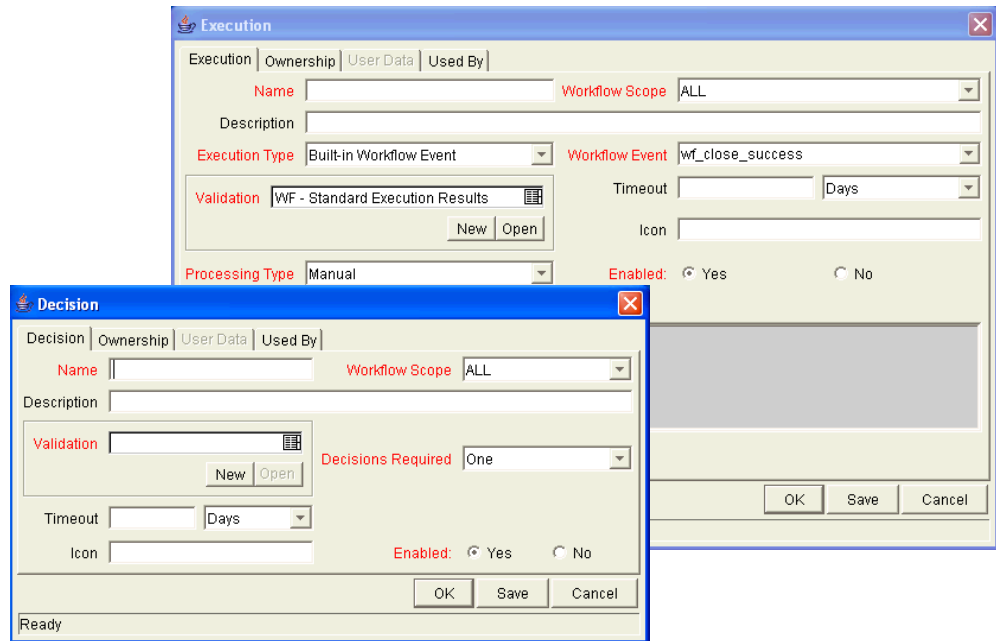 Execution
Execution Ownership User Data Used By
Name Workflow Scope ALL
Description
Execution Type Built-in Workflow Event Workflow Event wf_close_success
Validation WF - Standard Execution Results Timeout Days
New Open Icon
Processing Type Manual Enabled: Yes No
OK Save Cancel
Decision
Decision Ownership User Data Used By
Name Workflow Scope ALL
Description
Validation
New Open Decisions Required One
Timeout Days
Icon Enabled: Yes No
OK Save Cancel
Ready